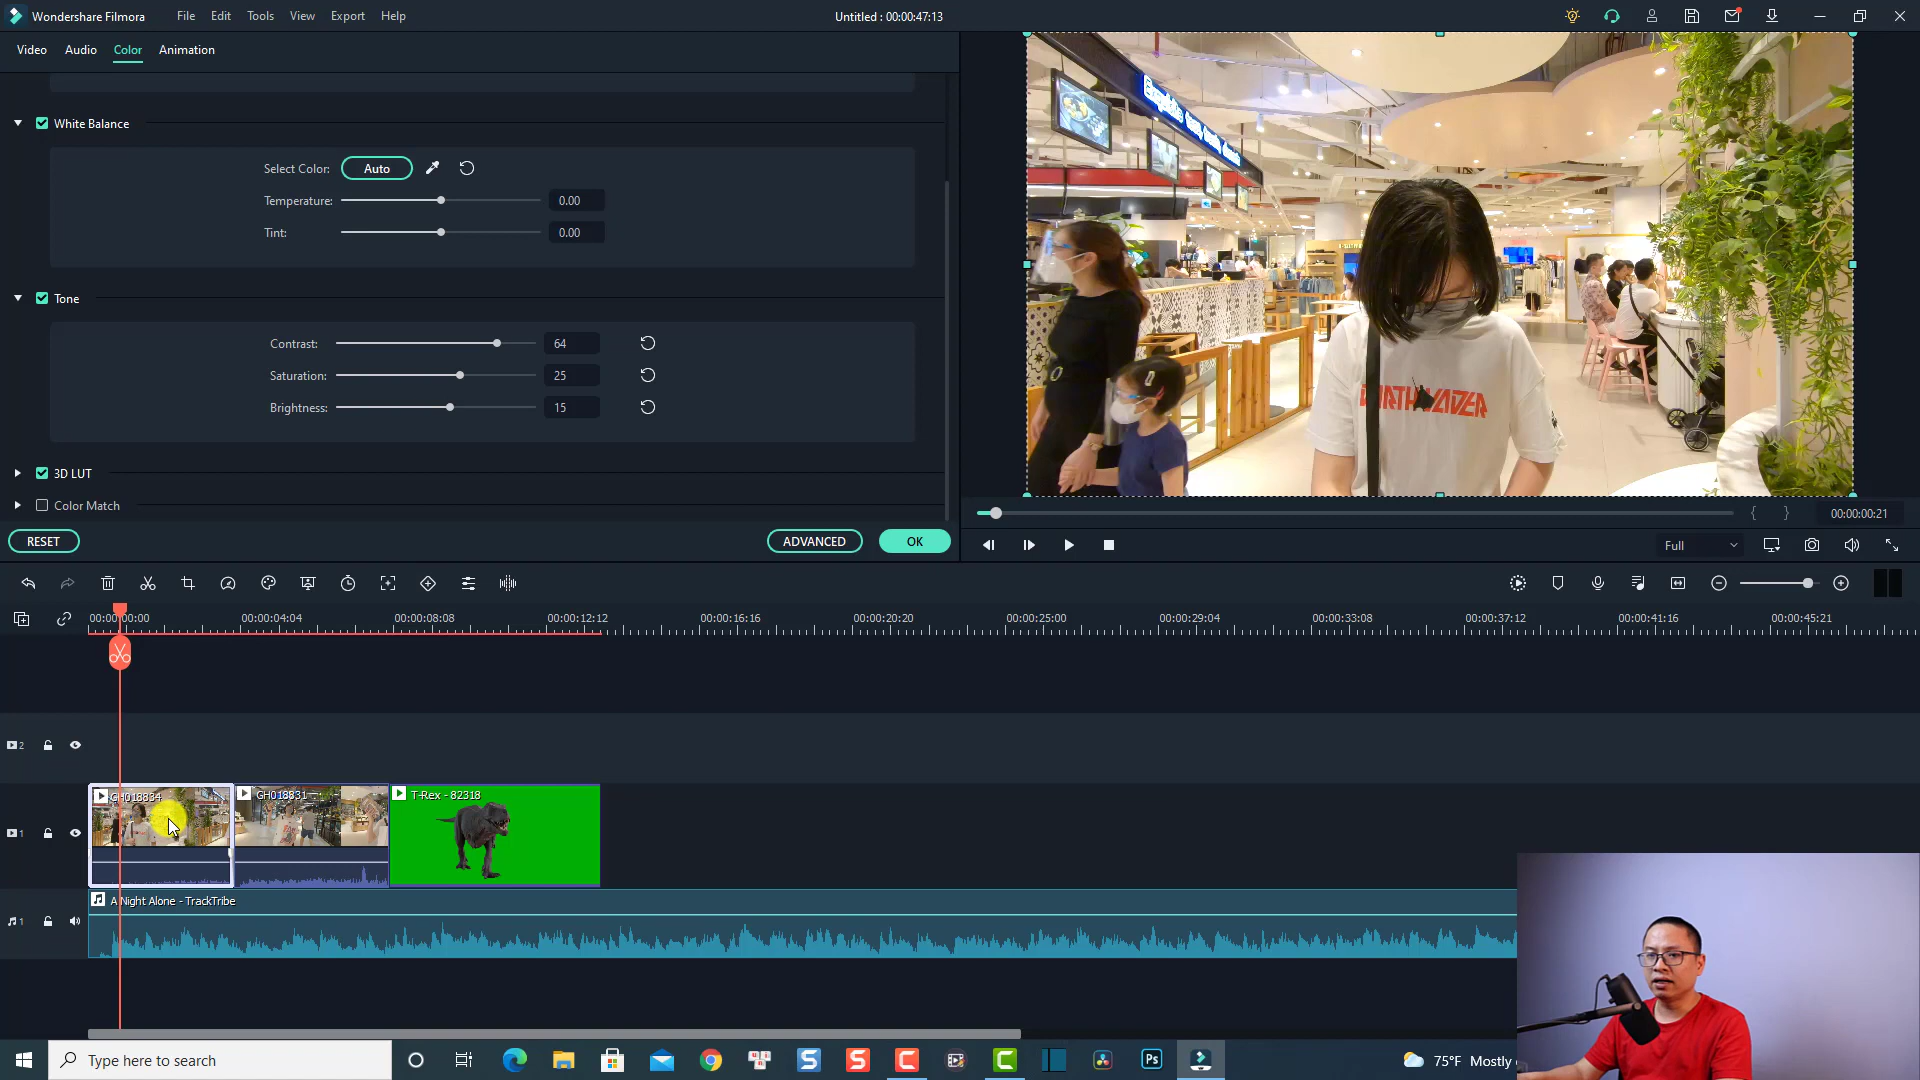 Wondershare Filmora File Edit Tools View Export Help Untitled : 00:00:47:13
Video Audio Color Animation
White Balance
Select Color: Auto
Temperature: 0.00
Tint: 0.00
Tone
Contrast: 64
Saturation: 25
Brightness: 15
3D LUT
Color Match
RESET ADVANCED OK
{ } 00:00:00:21
Full
00:00:00:00 00:00:04:04 00:00:08:08 00:00:12:12 00:00:16:16 00:00:20:20 00:00:25:00 00:00:29:04 00:00:33:08 00:00:37:12 00:00:41:16 00:00:45:21
2
1 GH018834 GH018831 T-Rex - 82318
1 A Night Alone - TrackTribe
Type here to search
Ps
75°F Mostly